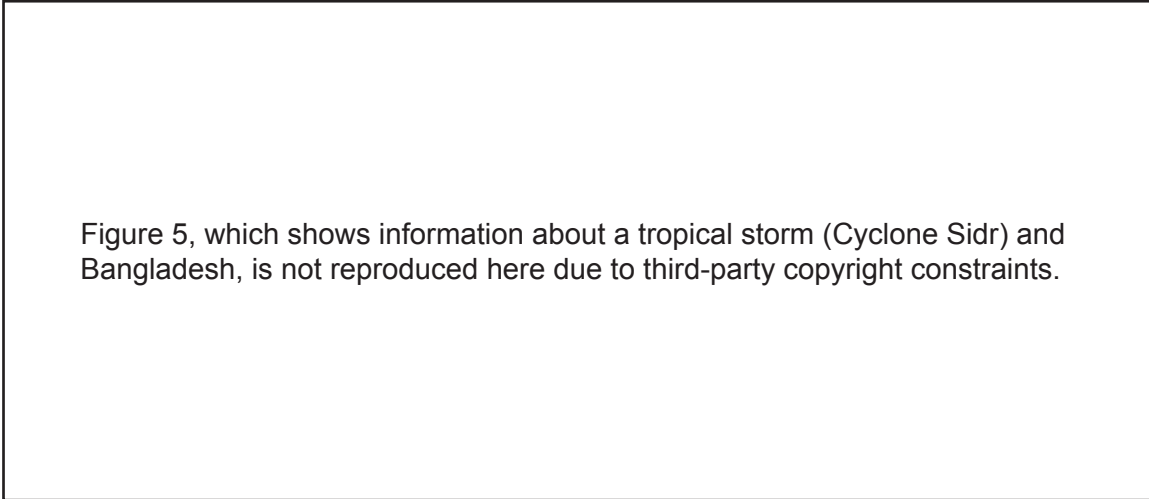 Figure 5, which shows information about a tropical storm (Cyclone Sidr) and
Bangladesh, is not reproduced here due to third-party copyright constraints.